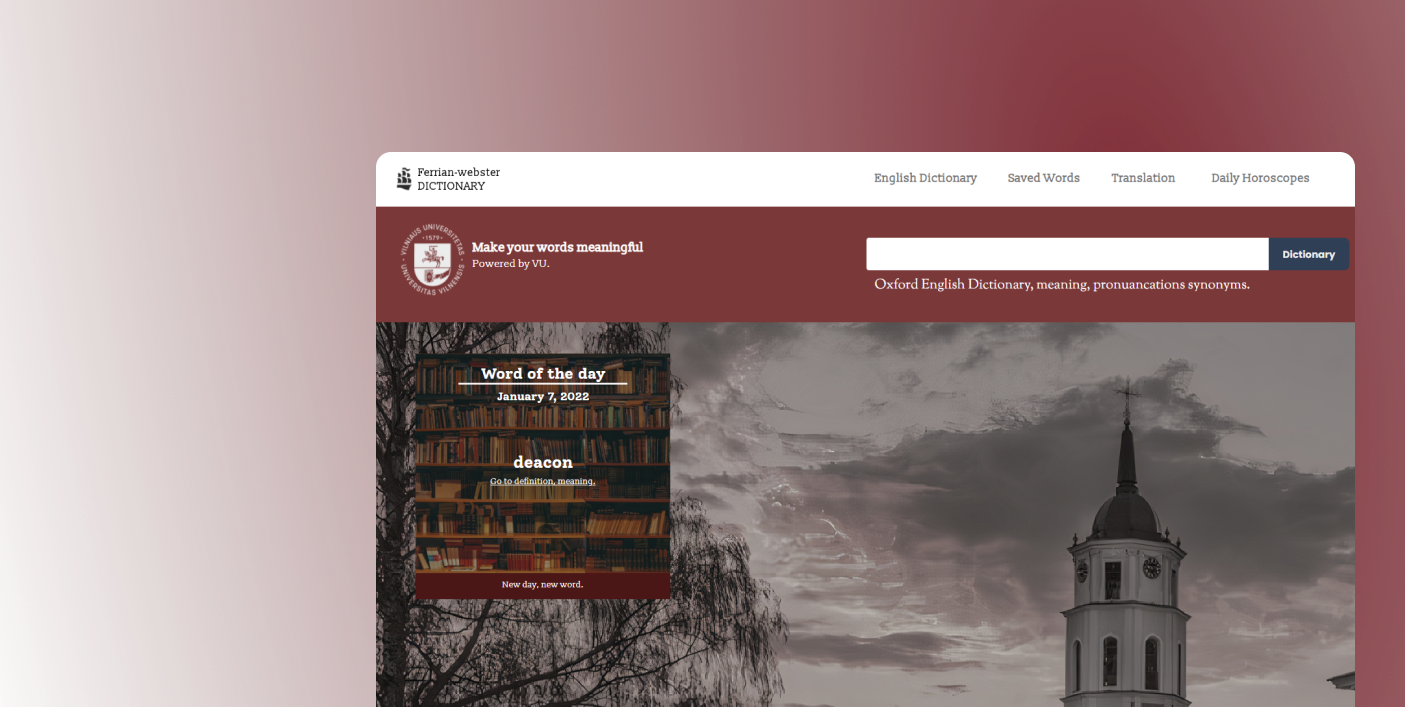 Ferrian-webster
DICTIONARY
English Dictionary
Saved Words
Translation
Daily Horoscopes
VILNIAUS UNIVERSITETAS
·1579·
UNIVERSITAS VILNENSIS
Make your words meaningful
Powered by VU.
Dictionary
Oxford English Dictionary, meaning, pronuancations synonyms.
Word of the day
January 7, 2022
deacon
Go to definition, meaning.
New day, new word.